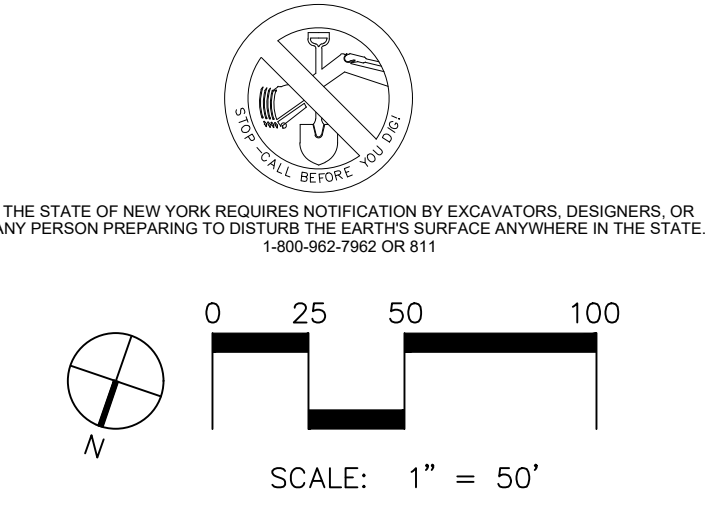 STOP -CALL BEFORE YOU DIG!
THE STATE OF NEW YORK REQUIRES NOTIFICATION BY EXCAVATORS, DESIGNERS, OR
ANY PERSON PREPARING TO DISTURB THE EARTH'S SURFACE ANYWHERE IN THE STATE.
1-800-962-7962 OR 811
0 25 50 100
N
SCALE: 1" = 50'